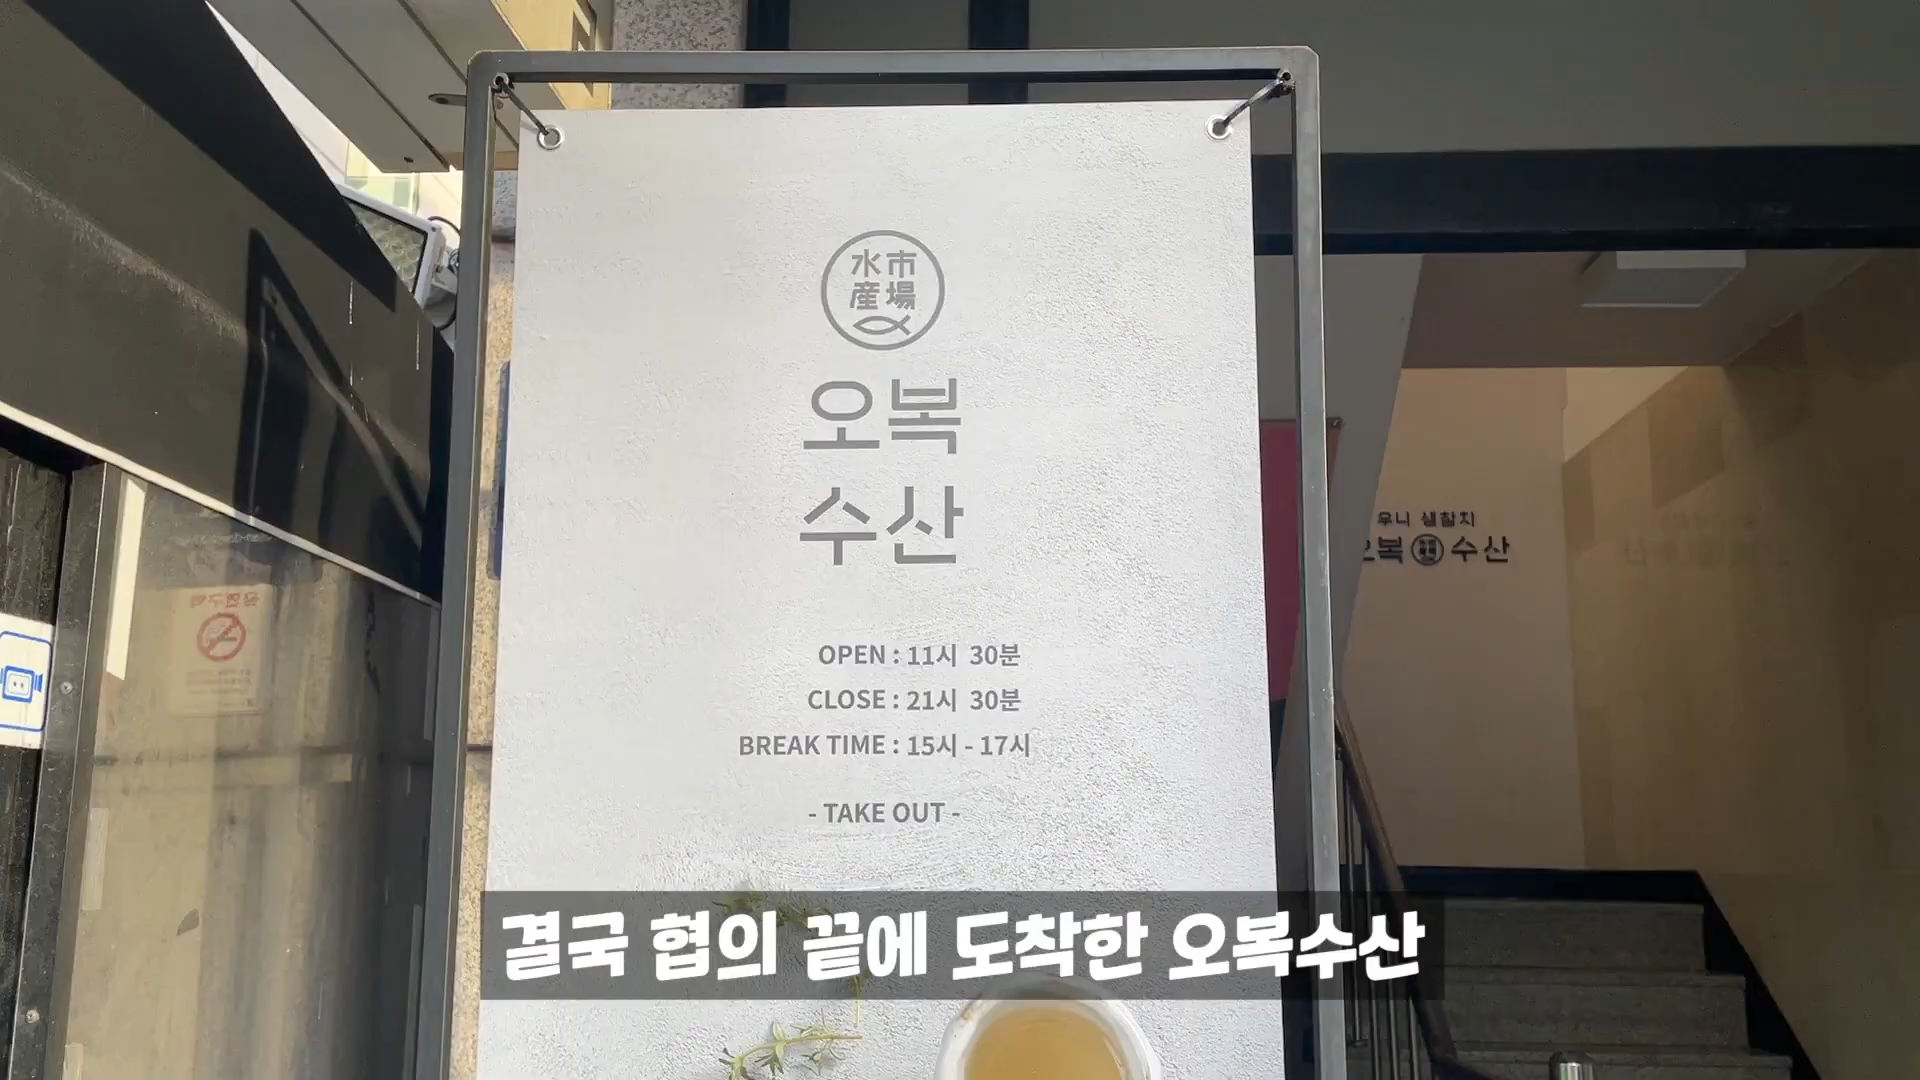 水市
産場
오복
수산
OPEN : 11시 30분
CLOSE : 21시 30분
BREAK TIME : 15시 - 17시
- TAKE OUT -
우니 생참치
오복 수산
결국 협의 끝에 도착한 오복수산